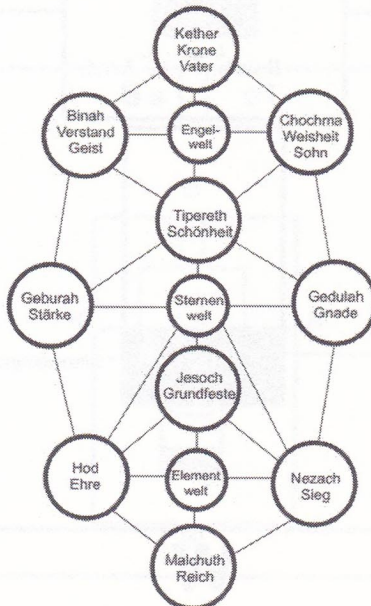 Kether
Krone
Vater
Binah
Verstand
Geist
Engel-
welt
Chochma
Weisheit
Sohn
Tipereth
Schönheit
Geburah
Stärke
Sternen
welt
Gedulah
Gnade
Jesoch
Grundfeste
Hod
Ehre
Element
welt
Nezach
Sieg
Malchuth
Reich